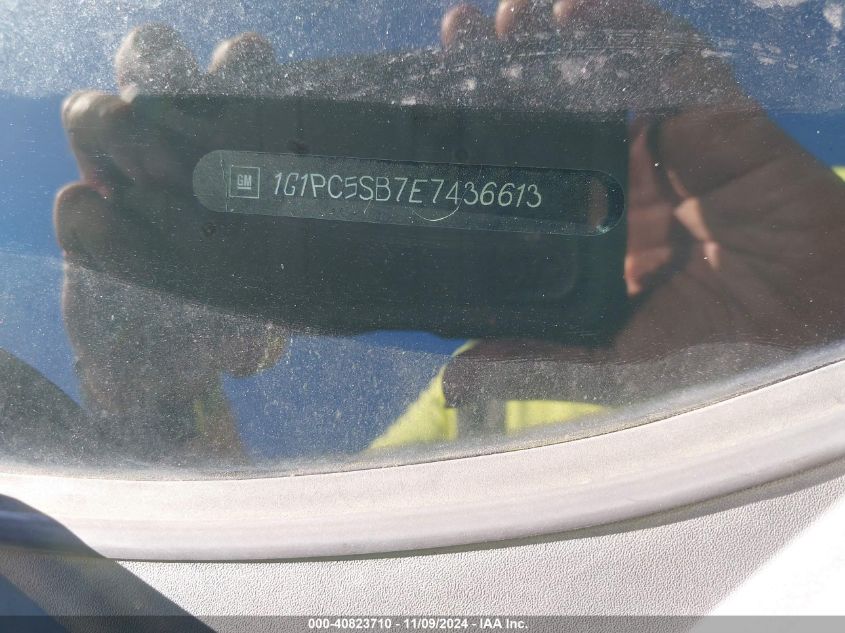 GM 1G1PC5SB7E7436613
000-40823710 - 11/09/2024 - IAA Inc.